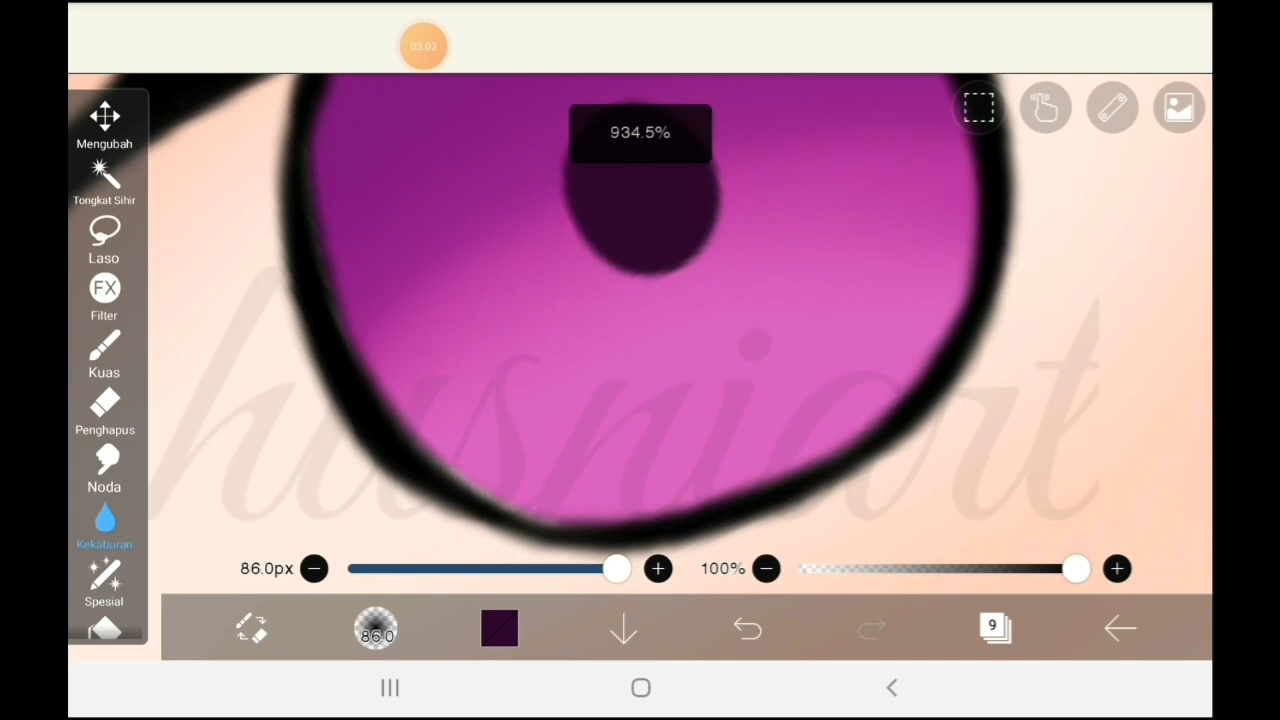 03.02
934.5%
Mengubah
Tongkat Sihir
Laso
FX
Filter
Kuas
Penghapus
Noda
Kekaburan
Spesial
husniart
86.0px
100%
86.0
9